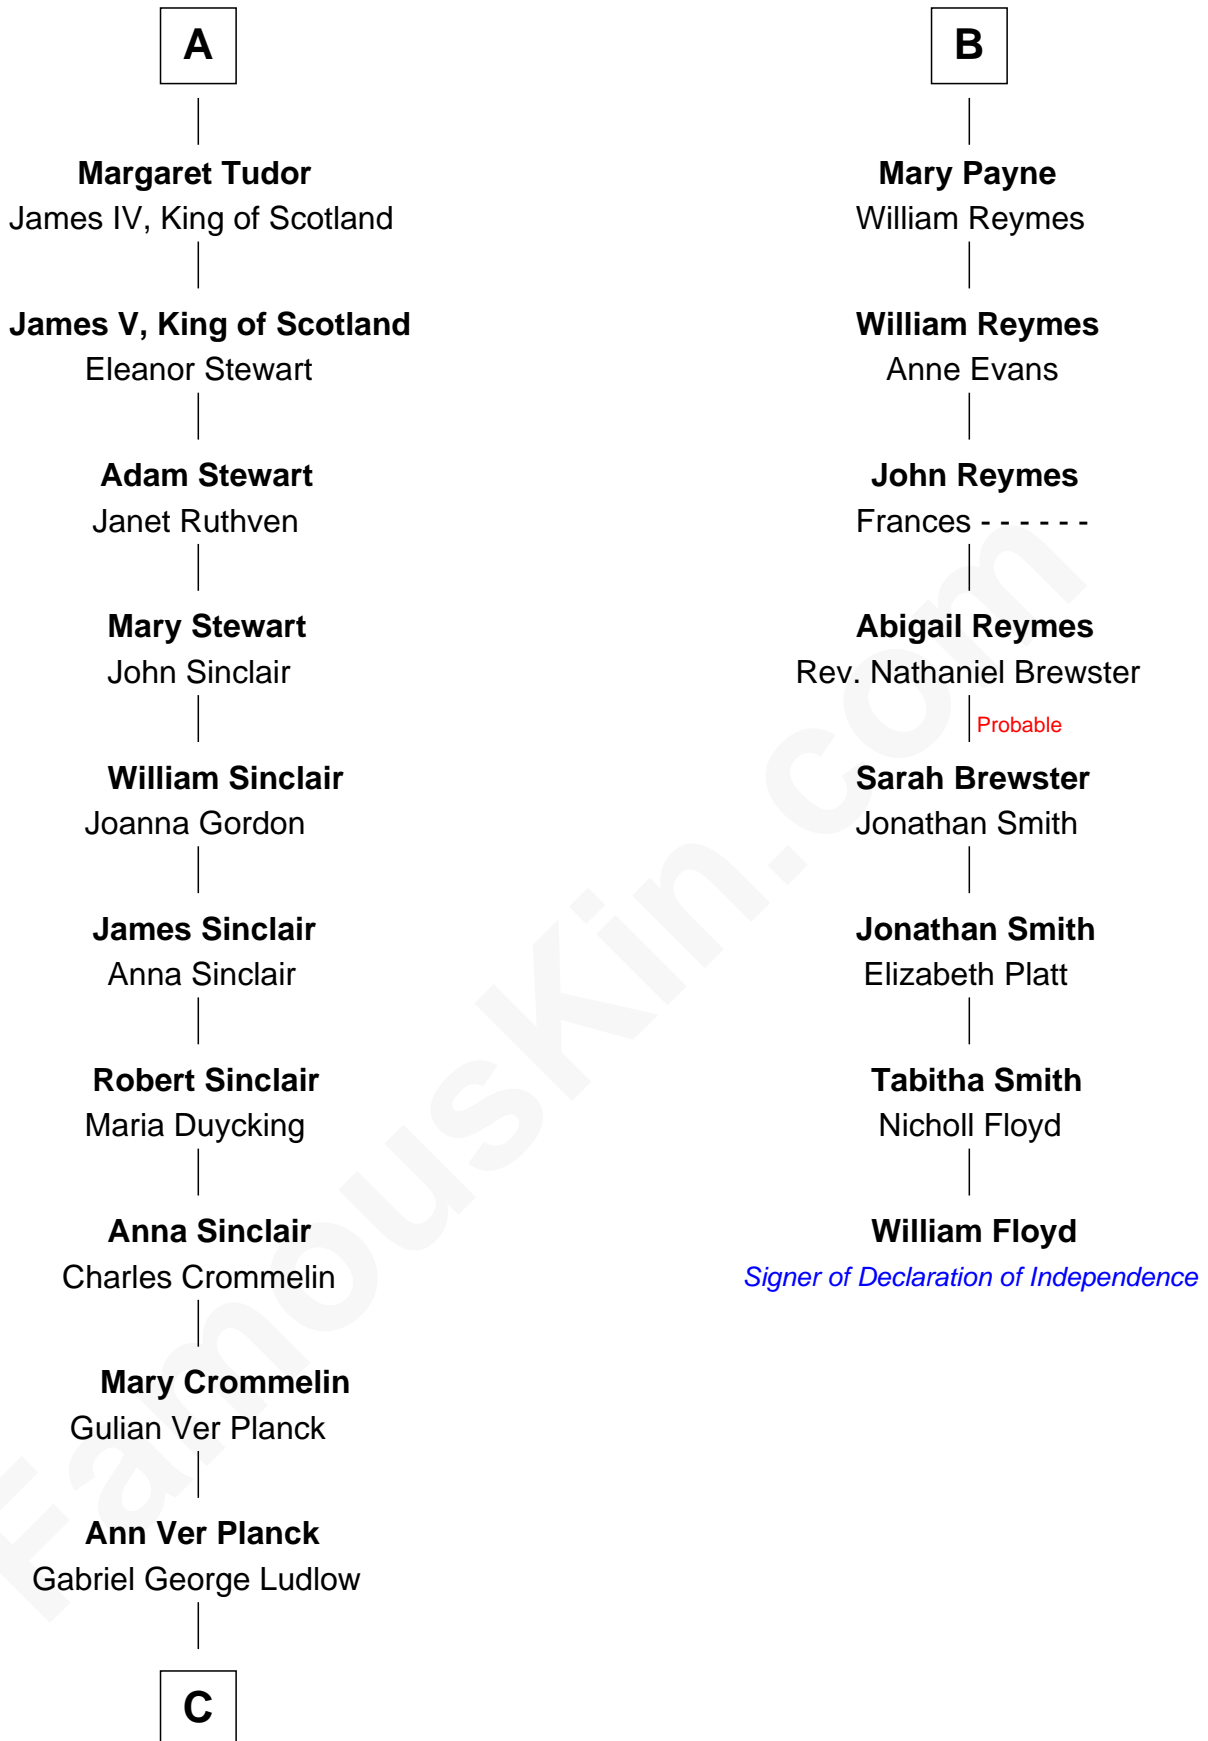 A
Margaret Tudor
James IV, King of Scotland
James V, King of Scotland
Eleanor Stewart
Adam Stewart
Janet Ruthven
Mary Stewart
John Sinclair
William Sinclair
Joanna Gordon
James Sinclair
Anna Sinclair
Robert Sinclair
Maria Duycking
Anna Sinclair
Charles Crommelin
Mary Crommelin
Gulian Ver Planck
Ann Ver Planck
Gabriel George Ludlow
C
B
Mary Payne
William Reymes
William Reymes
Anne Evans
John Reymes
Frances - - - - - -
Abigail Reymes
Rev. Nathaniel Brewster
Probable
Sarah Brewster
Jonathan Smith
Jonathan Smith
Elizabeth Platt
Tabitha Smith
Nicholl Floyd
William Floyd
Signer of Declaration of Independence
FamousKin.com